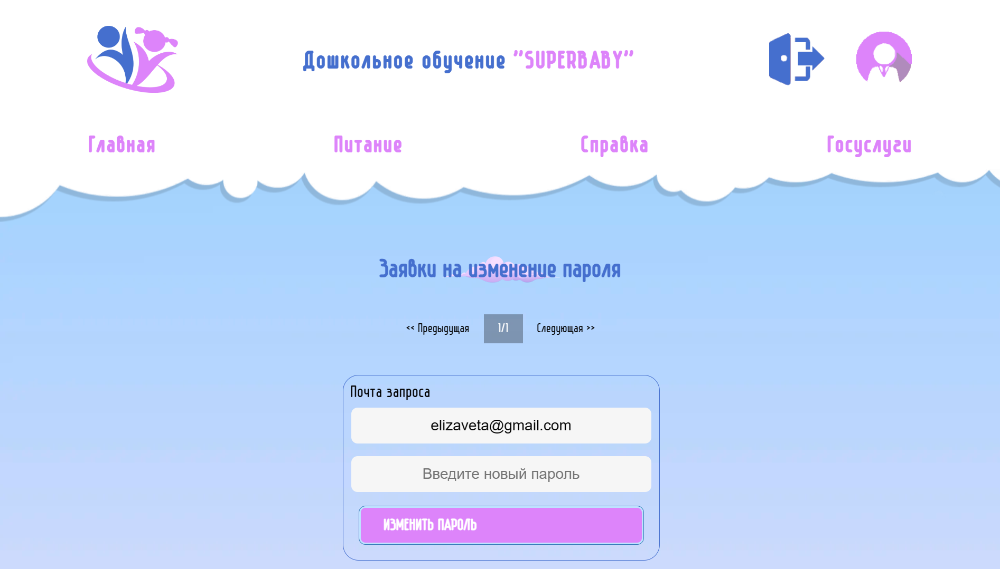 Дошкольное обучение "SUPERBABY"
Главная
Питание
Справка
Госуслуги
Заявки на изменение пароля
<< Предыдущая
1/1
Следующая >>
Почта запроса
elizaveta@gmail.com
Введите новый пароль
ИЗМЕНИТЬ ПАРОЛЬ